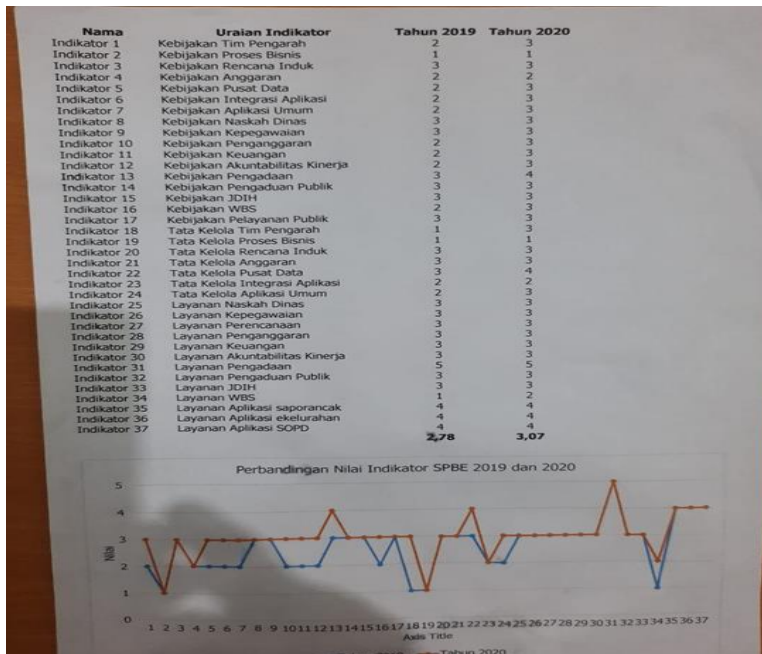 Nama Uraian Indikator Tahun 2019 Tahun 2020
Indikator 1 Kebijakan Tim Pengarah 2 3
Indikator 2 Kebijakan Proses Bisnis 1 1
Indikator 3 Kebijakan Rencana Induk 3 3
Indikator 4 Kebijakan Anggaran 2 2
Indikator 5 Kebijakan Pusat Data 2 3
Indikator 6 Kebijakan Integrasi Aplikasi 2 3
Indikator 7 Kebijakan Aplikasi Umum 2 3
Indikator 8 Kebijakan Naskah Dinas 3 3
Indikator 9 Kebijakan Kepegawaian 3 3
Indikator 10 Kebijakan Penganggaran 2 3
Indikator 11 Kebijakan Keuangan 2 3
Indikator 12 Kebijakan Akuntabilitas Kinerja 2 3
Indikator 13 Kebijakan Pengadaan 3 4
Indikator 14 Kebijakan Pengaduan Publik 3 3
Indikator 15 Kebijakan JDIH 3 3
Indikator 16 Kebijakan WBS 2 3
Indikator 17 Kebijakan Pelayanan Publik 3 3
Indikator 18 Tata Kelola Tim Pengarah 1 3
Indikator 19 Tata Kelola Proses Bisnis 1 1
Indikator 20 Tata Kelola Rencana Induk 3 3
Indikator 21 Tata Kelola Anggaran 3 3
Indikator 22 Tata Kelola Pusat Data 3 4
Indikator 23 Tata Kelola Integrasi Aplikasi 2 2
Indikator 24 Tata Kelola Aplikasi Umum 2 3
Indikator 25 Layanan Naskah Dinas 3 3
Indikator 26 Layanan Kepegawaian 3 3
Indikator 27 Layanan Perencanaan 3 3
Indikator 28 Layanan Penganggaran 3 3
Indikator 29 Layanan Keuangan 3 3
Indikator 30 Layanan Akuntabilitas Kinerja 3 3
Indikator 31 Layanan Pengadaan 5 5
Indikator 32 Layanan Pengaduan Publik 3 3
Indikator 33 Layanan JDIH 3 3
Indikator 34 Layanan WBS 1 2
Indikator 35 Layanan Aplikasi saporancak 4 4
Indikator 36 Layanan Aplikasi ekelurahan 4 4
Indikator 37 Layanan Aplikasi SOPD 4 4
2,78 3,07
Perbandingan Nilai Indikator SPBE 2019 dan 2020
5
4
3
2
1
0
Nilai
1 2 3 4 5 6 7 8 9 10 11 12 13 14 15 16 17 18 19 20 21 22 23 24 25 26 27 28 29 30 31 32 33 34 35 36 37
Axis Title
Tahun 2020